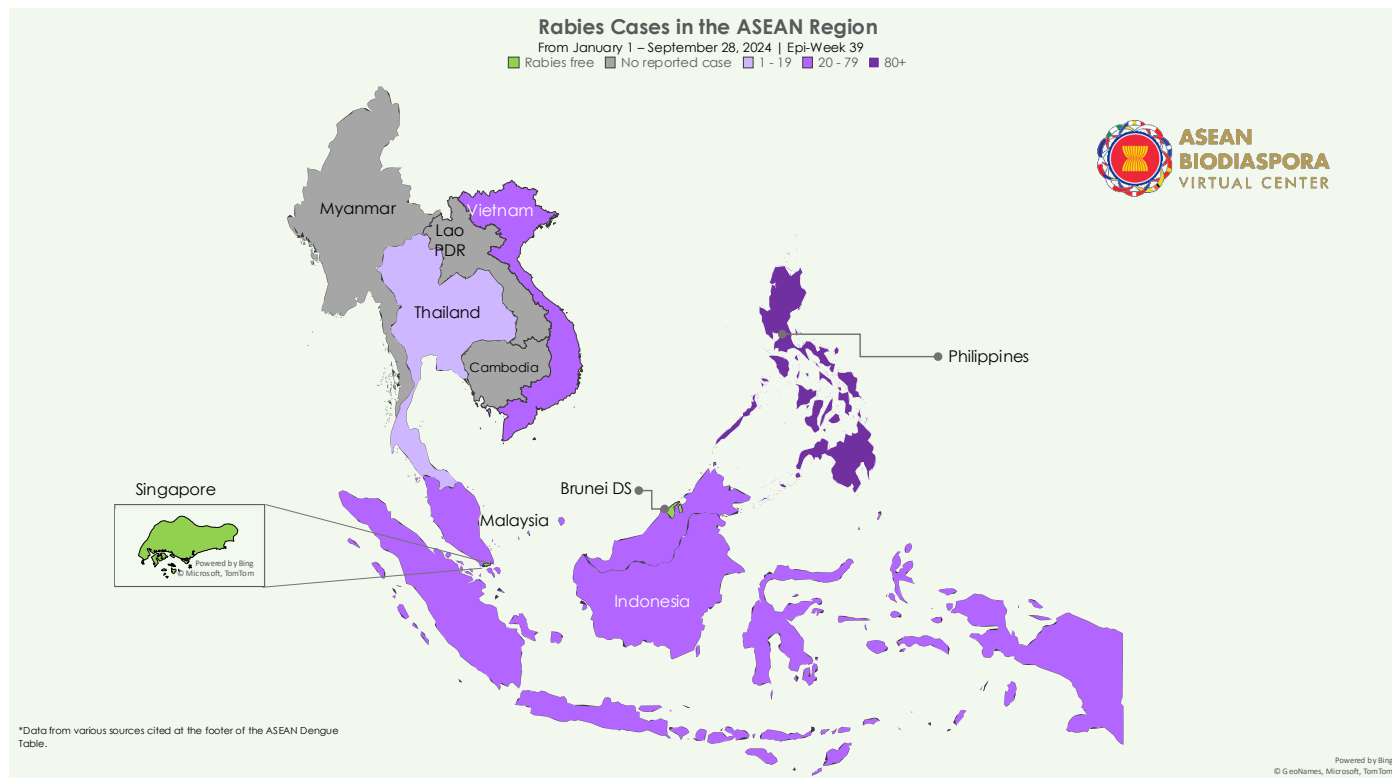 Rabies Cases in the ASEAN Region
From January 1 – September 28, 2024 | Epi-Week 39
Rabies free No reported case 1 - 19 20 - 79 80+
ASEAN
BIODIASPORA
VIRTUAL CENTER
Myanmar
Vietnam
Lao
PDR
Thailand
Cambodia
Philippines
Singapore
Brunei DS
Malaysia
Powered by Bing
© Microsoft, TomTom
Indonesia
*Data from various sources cited at the footer of the ASEAN Dengue
Table.
Powered by Bing
© GeoNames, Microsoft, TomTom